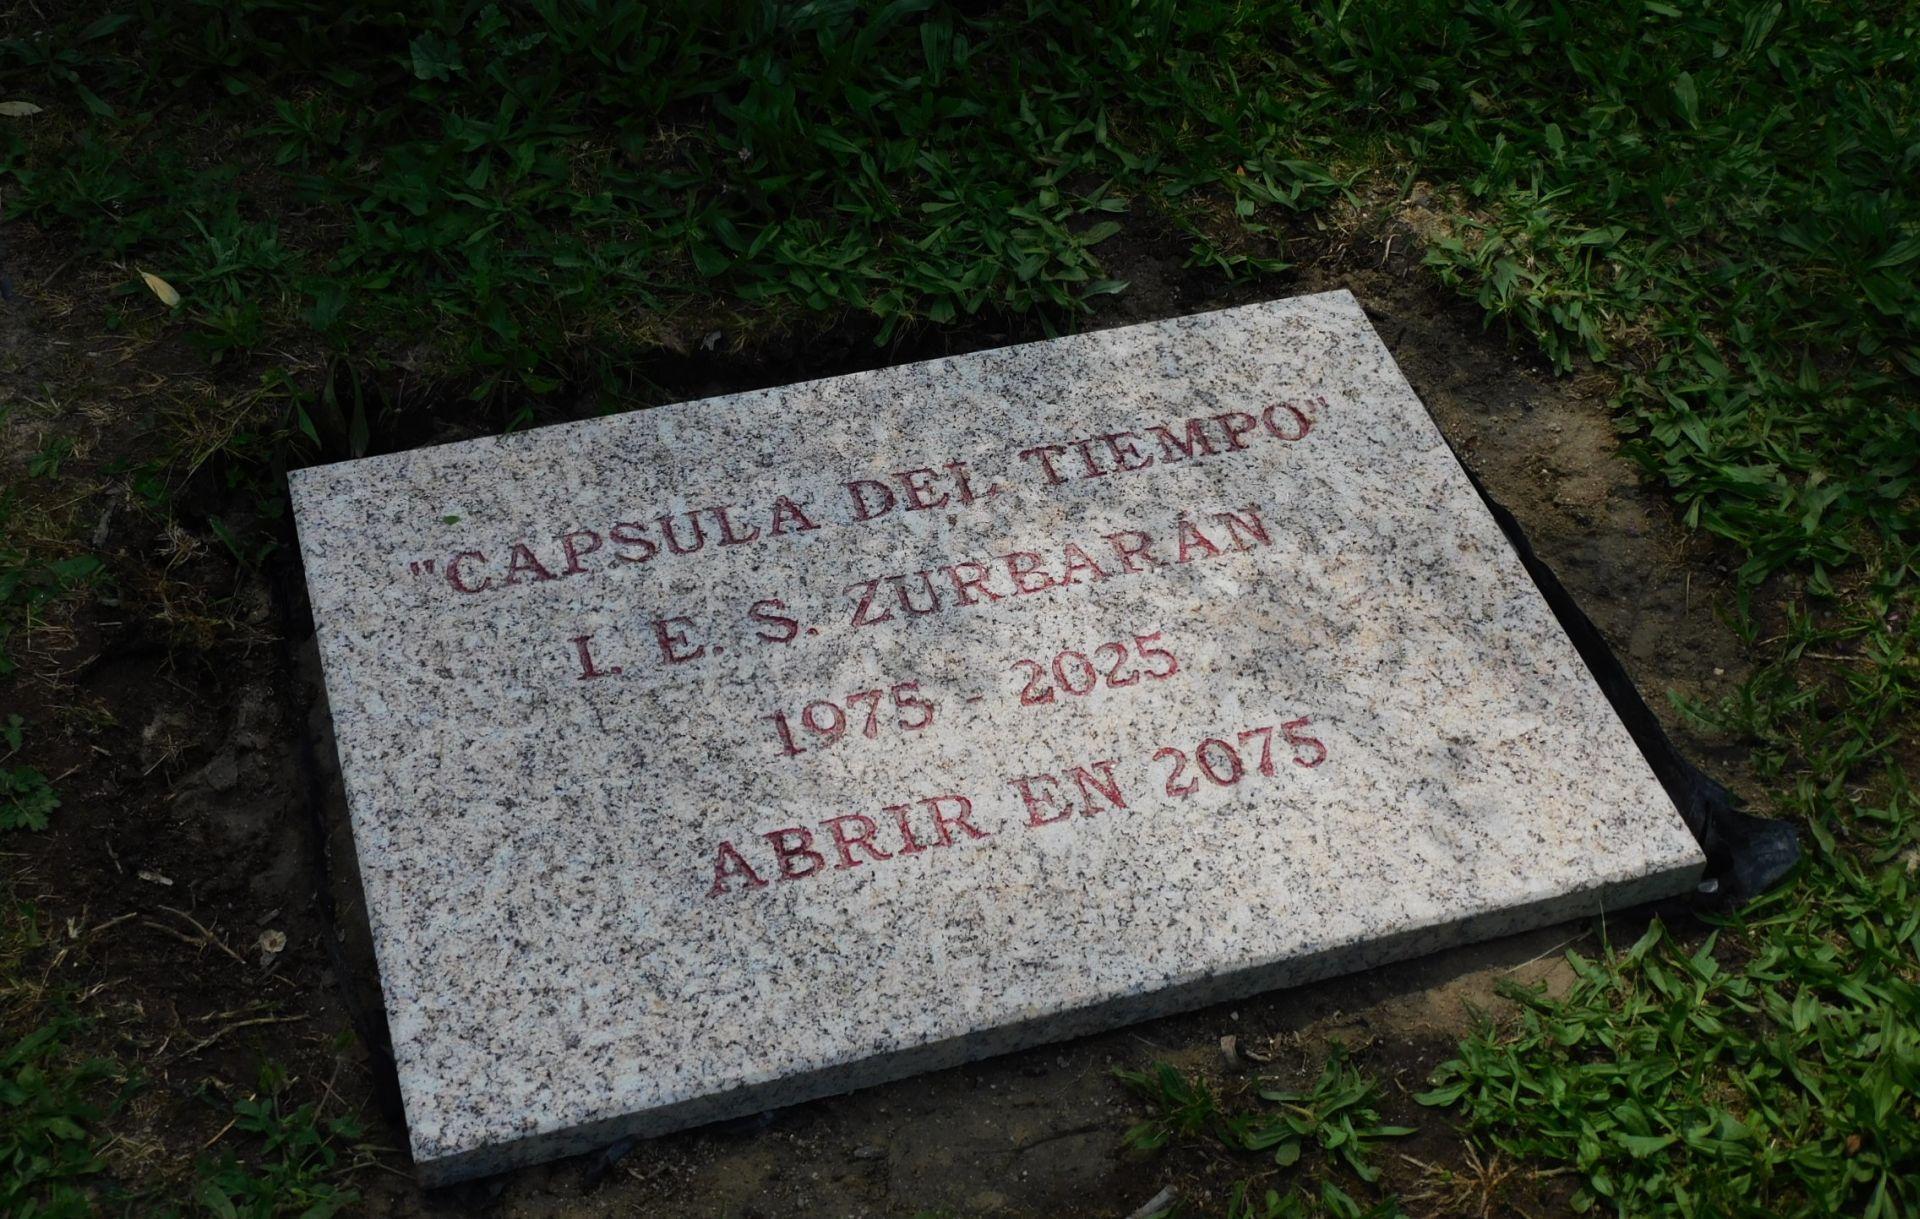 "CAPSULA DEL TIEMPO"
I. E. S. ZURBARÁN
1975 - 2025
ABRIR EN 2075